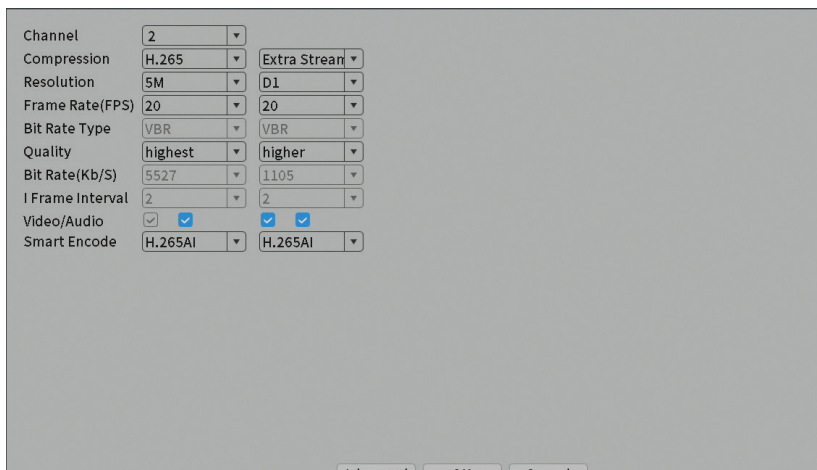 Channel 2
Compression H.265 Extra Stream
Resolution 5M D1
Frame Rate(FPS) 20 20
Bit Rate Type VBR VBR
Quality highest higher
Bit Rate(Kb/S) 5527 1105
I Frame Interval 2 2
Video/Audio
Smart Encode H.265AI H.265AI